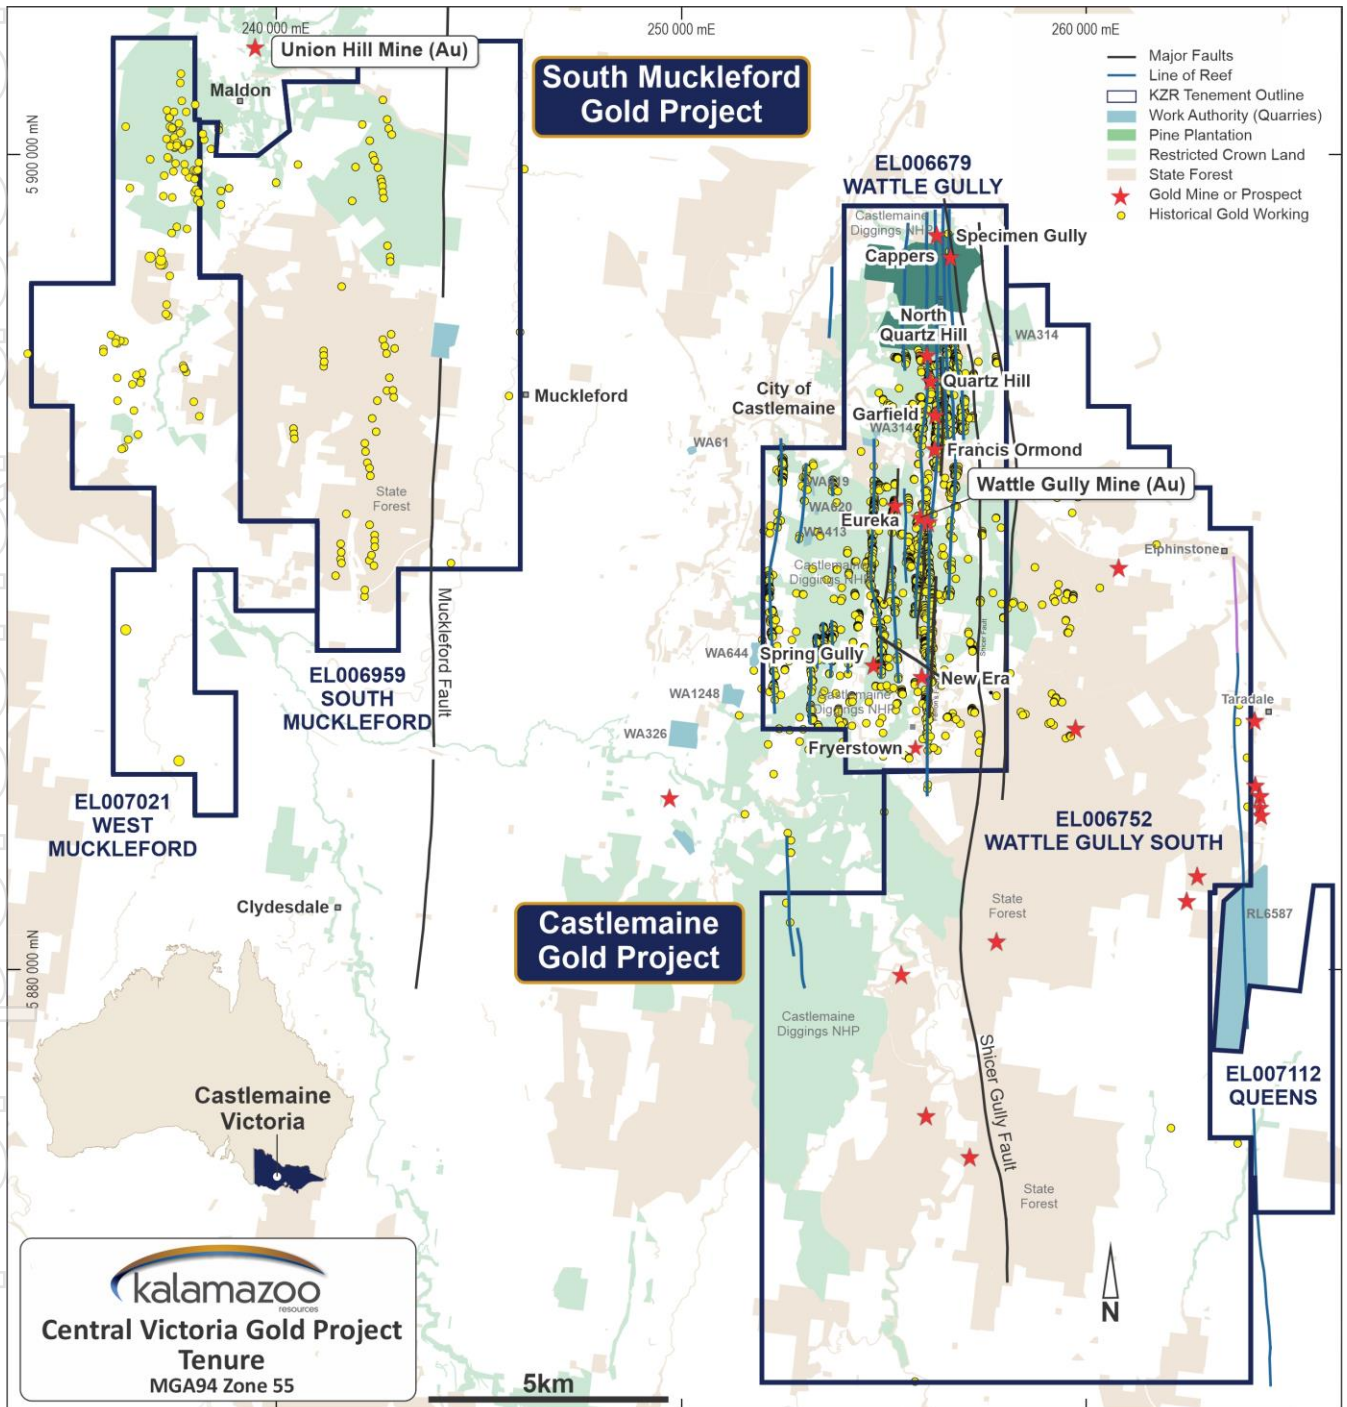 240 000 mE
250 000 mE
260 000 mE
5 900 000 mN
5 880 000 mN
Union Hill Mine (Au)
Maldon
South Muckleford
Gold Project
Major Faults
Line of Reef
KZR Tenement Outline
Work Authority (Quarries)
Pine Plantation
Restricted Crown Land
State Forest
Gold Mine or Prospect
Historical Gold Working
EL006679
WATTLE GULLY
Castlemaine
Diggings NHP
Specimen Gully
Cappers
North
Quartz Hill
WA314
Quartz Hill
City of
Castlemaine
Garfield
WA314
Muckleford
WA61
Francis Ormond
Wattle Gully Mine (Au)
WA619
WA620
Eureka
WA413
State
Forest
Elphinstone
Castlemaine
Diggings NHP
Muckleford Fault
Shicer Fault
WA644
Spring Gully
New Era
EL006959
SOUTH
MUCKLEFORD
WA1248
Castlemaine
Diggings NHP
Taradale
WA326
Fryerstown
EL007021
WEST
MUCKLEFORD
EL006752
WATTLE GULLY SOUTH
Clydesdale
Castlemaine
Gold Project
State
Forest
RL6587
Castlemaine
Diggings NHP
Shicer Gully Fault
EL007112
QUEENS
Castlemaine
Victoria
State
Forest
kalamazoo
resources
Central Victoria Gold Project
Tenure
MGA94 Zone 55
5km
N